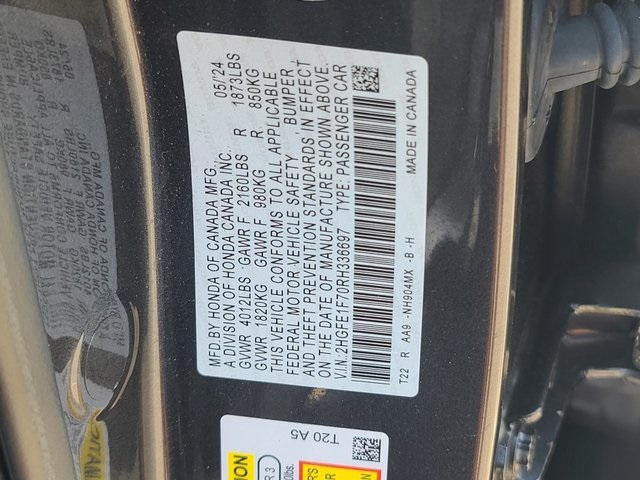 MFD.BY HONDA OF CANADA MFG. 05/'24
A DIVISION OF HONDA CANADA INC.
GVWR 4012LBS GAWR F 2160LBS R 1873LBS
GVWR 1820KG GAWR F 980KG R 850KG
THIS VEHICLE CONFORMS TO ALL APPLICABLE
FEDERAL MOTOR VEHICLE SAFETY , BUMPER ,
AND THEFT PREVENTION STANDARDS IN EFFECT
ON THE DATE OF MANUFACTURE SHOWN ABOVE.
V.I.N.:2HGFE1F70RH336697 TYPE: PASSENGER CAR
T22 R AA9 -NH904MX -B -H MADE IN CANADA
T20 A5